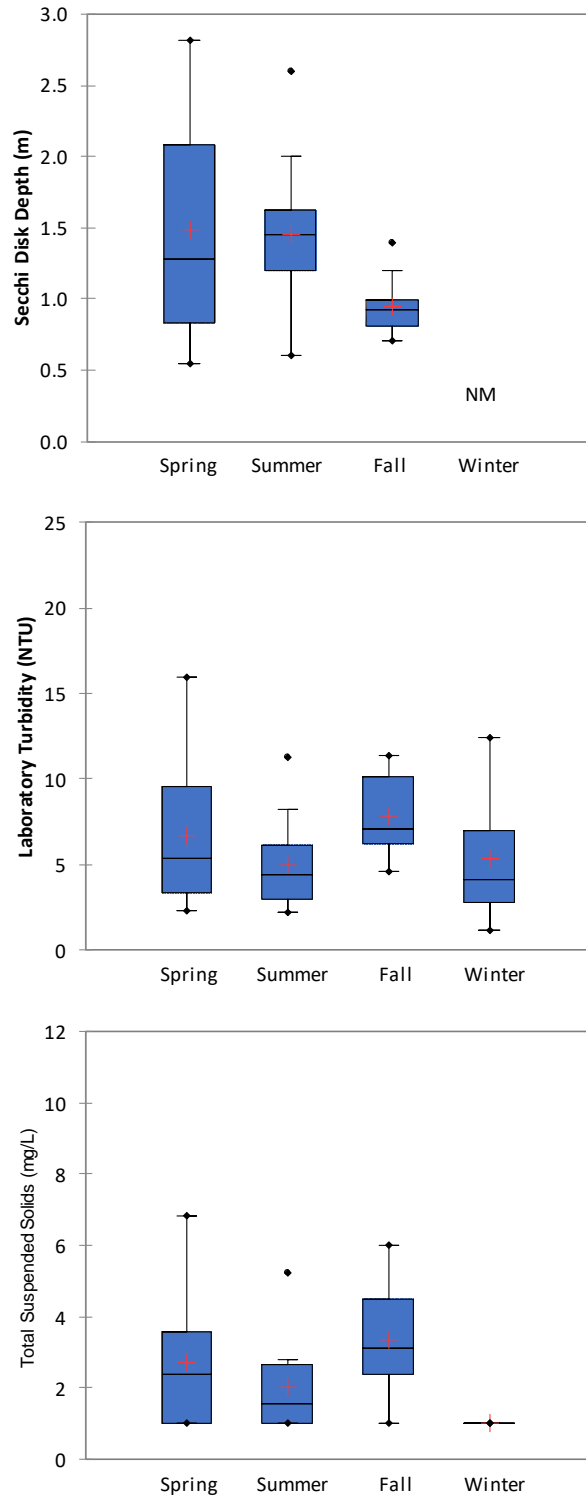 Secchi Disk Depth (m)
3.0
2.5
2.0
1.5
1.0
0.5
0.0
NM
Spring Summer Fall Winter
Laboratory Turbidity (NTU)
25
20
15
10
5
0
Spring Summer Fall Winter
Total Suspended Solids (mg/L)
12
10
8
6
4
2
0
Spring Summer Fall Winter